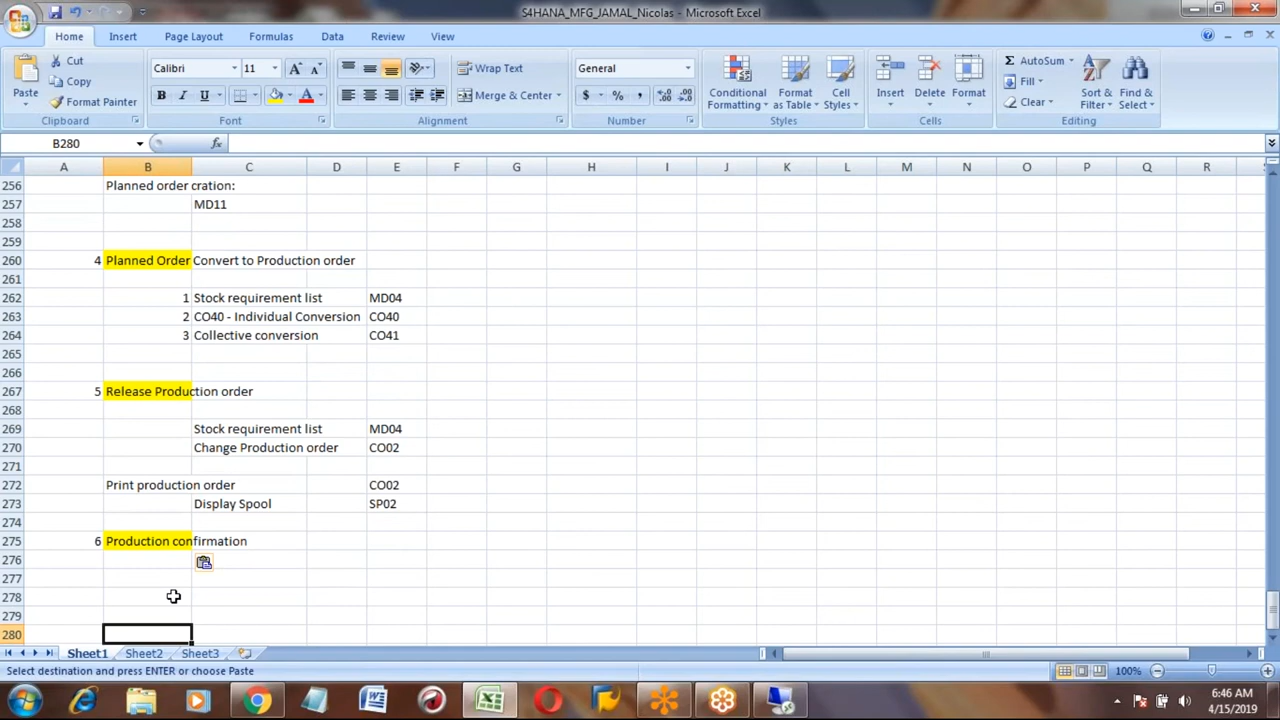 S4HANA_MFG_JAMAL_Nicolas - Microsoft Excel
Home Insert Page Layout Formulas Data Review View
Paste Cut Copy Format Painter Clipboard
Calibri 11 B I U A A A Font
Wrap Text Merge & Center Alignment
General $ % , Number
Conditional Formatting Format as Table Cell Styles Styles
Insert Delete Format Cells
Σ AutoSum Fill Clear Sort & Filter Find & Select Editing
B280 fx
A B C D E F G H I J K L M N O P Q R
256 Planned order cration:
257 MD11
258
259
260 4 Planned Order Convert to Production order
261
262 1 Stock requirement list MD04
263 2 CO40 - Individual Conversion CO40
264 3 Collective conversion CO41
265
266
267 5 Release Production order
268
269 Stock requirement list MD04
270 Change Production order CO02
271
272 Print production order CO02
273 Display Spool SP02
274
275 6 Production confirmation
276
277
278
279
280
Sheet1 Sheet2 Sheet3
Select destination and press ENTER or choose Paste 100%
6:46 AM
4/15/2019